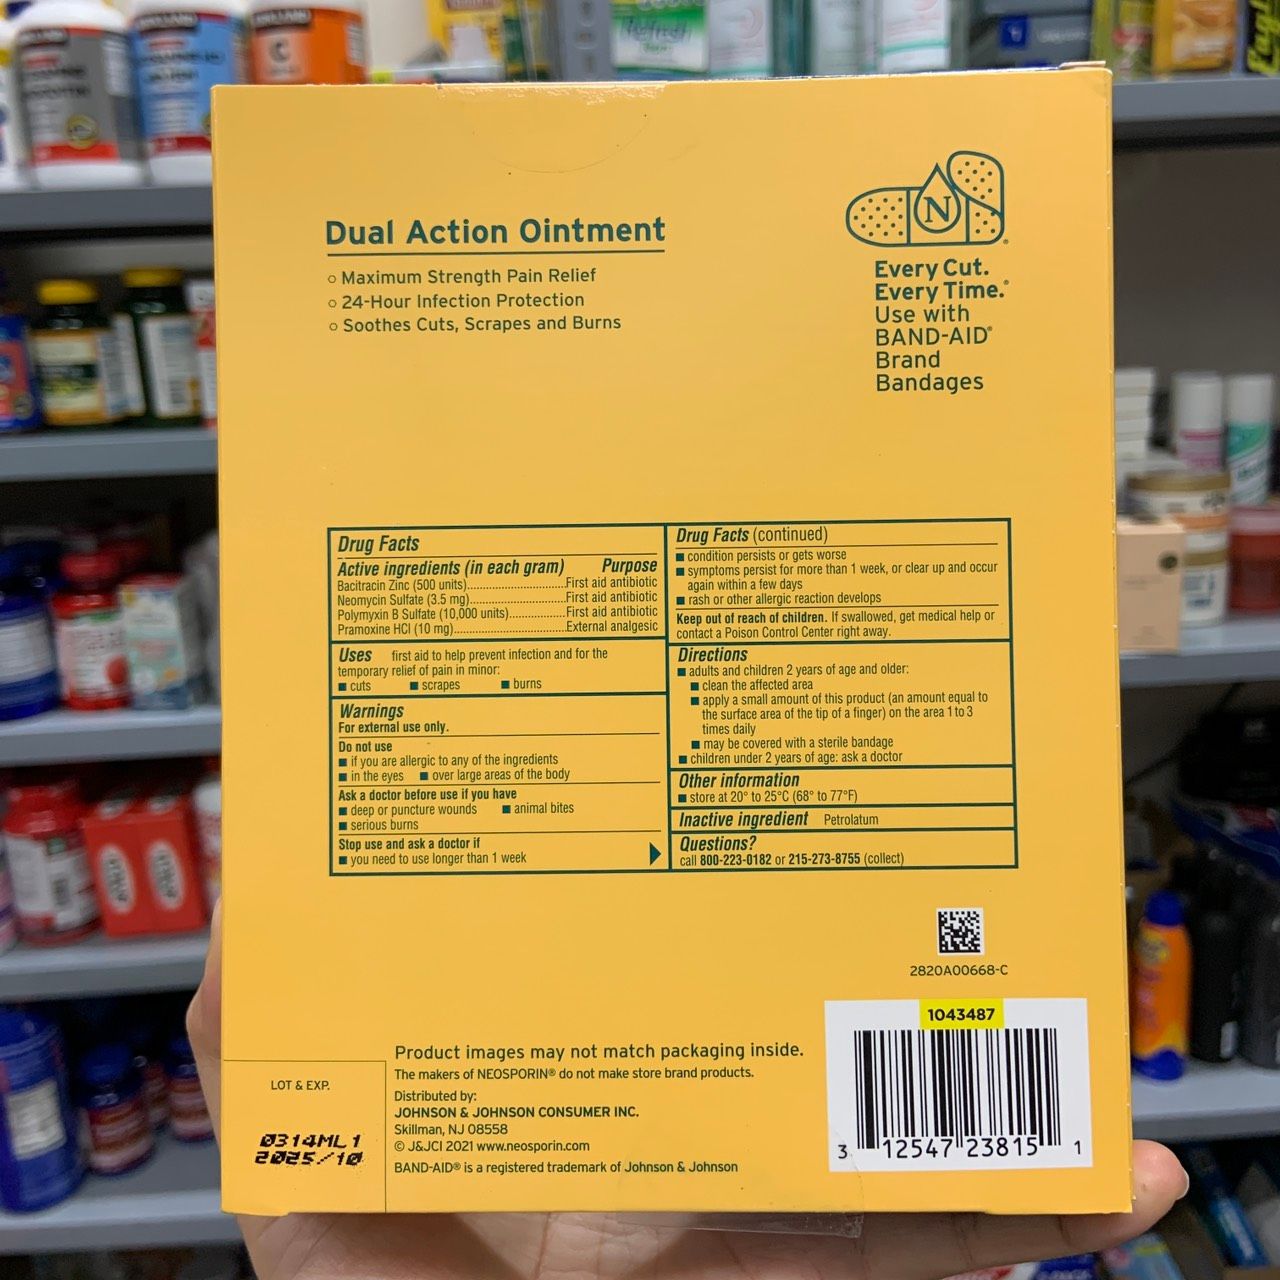 Dual Action Ointment
Maximum Strength Pain Relief
24-Hour Infection Protection
Soothes Cuts, Scrapes and Burns
N
Every Cut.
Every Time.®
Use with
BAND-AID®
Brand
Bandages
Drug Facts
Active ingredients (in each gram) Purpose
Bacitracin Zinc (500 units)..............................First aid antibiotic
Neomycin Sulfate (3.5 mg).............................First aid antibiotic
Polymyxin B Sulfate (10,000 units)................First aid antibiotic
Pramoxine HCl (10 mg)..................................External analgesic
Uses first aid to help prevent infection and for the
temporary relief of pain in minor:
■ cuts ■ scrapes ■ burns
Warnings
For external use only.
Do not use
■ if you are allergic to any of the ingredients
■ in the eyes ■ over large areas of the body
Ask a doctor before use if you have
■ deep or puncture wounds ■ animal bites
■ serious burns
Stop use and ask a doctor if
■ you need to use longer than 1 week
Drug Facts (continued)
■ condition persists or gets worse
■ symptoms persist for more than 1 week, or clear up and occur
again within a few days
■ rash or other allergic reaction develops
Keep out of reach of children. If swallowed, get medical help or
contact a Poison Control Center right away.
Directions
■ adults and children 2 years of age and older:
■ clean the affected area
■ apply a small amount of this product (an amount equal to
the surface area of the tip of a finger) on the area 1 to 3
times daily
■ may be covered with a sterile bandage
■ children under 2 years of age: ask a doctor
Other information
■ store at 20° to 25°C (68° to 77°F)
Inactive ingredient Petrolatum
Questions?
call 800-223-0182 or 215-273-8755 (collect)
2820A00668-C
1043487
3 12547 23815 1
Product images may not match packaging inside.
The makers of NEOSPORIN® do not make store brand products.
Distributed by:
JOHNSON & JOHNSON CONSUMER INC.
Skillman, NJ 08558
© J&JCI 2021 www.neosporin.com
BAND-AID® is a registered trademark of Johnson & Johnson
LOT & EXP.
0314ML1
2025/10
Refresh